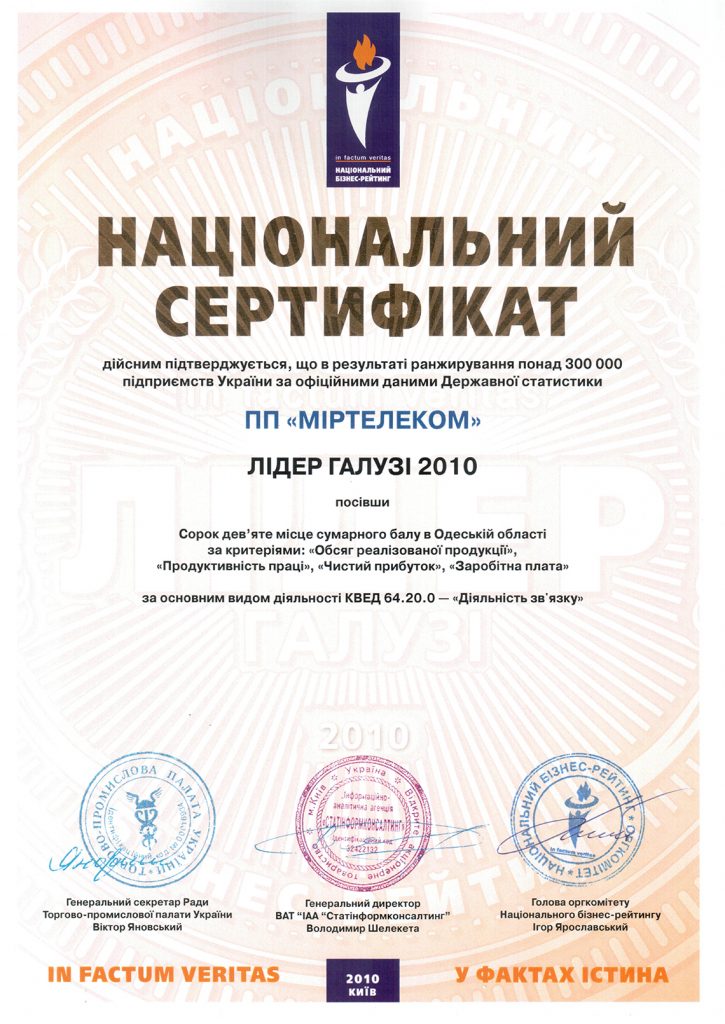 in factum veritas
НАЦІОНАЛЬНИЙ
БІЗНЕС-РЕЙТИНГ
НАЦІОНАЛЬНИЙ
НАЦІОНАЛЬНИЙ
СЕРТИФІКАТ
дійсним підтверджується, що в результаті ранжирування понад 300 000
підприємств України за офіційними даними Державної статистики
ПП «МІРТЕЛЕКОМ»
ЛІДЕР ГАЛУЗІ 2010
посівши
ЛІДЕР
Сорок дев’яте місце сумарного балу в Одеській області
за критеріями: «Обсяг реалізованої продукції»,
«Продуктивність праці», «Чистий прибуток», «Заробітна плата»
за основним видом діяльності КВЕД 64.20.0 — «Діяльність зв’язку»
ГАЛУЗІ
2010
ТОРГОВО-ПРОМИСЛОВА ПАЛАТА УКРАЇНИ
Україна
м.Київ
Відкрите акціонерне товариство
Інформаційно-
аналітична агенція
"СТАТІНФОРМКОНСАЛТИНГ"
32422132
НАЦІОНАЛЬНИЙ БІЗНЕС-РЕЙТИНГ
ОРГКОМІТЕТ
in factum veritas
Генеральний секретар Ради
Торгово-промислової палати України
Віктор Яновський
Генеральний директор
ВАТ “ІАА “Статінформконсалтинг”
Володимир Шелекета
Голова оргкомітету
Національного бізнес-рейтингу
Ігор Ярославський
IN FACTUM VERITAS
2010
КИЇВ
У ФАКТАХ ІСТИНА